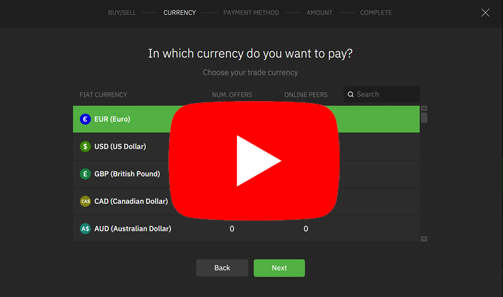 BUY/SELL CURRENCY PAYMENT METHOD AMOUNT COMPLETE
In which currency do you want to pay?
Choose your trade currency
FIAT CURRENCY NUM. OFFERS ONLINE PEERS Search
€ EUR (Euro)
$ USD (US Dollar)
£ GBP (British Pound)
CA$ CAD (Canadian Dollar)
A$ AUD (Australian Dollar) 0 0
Back Next